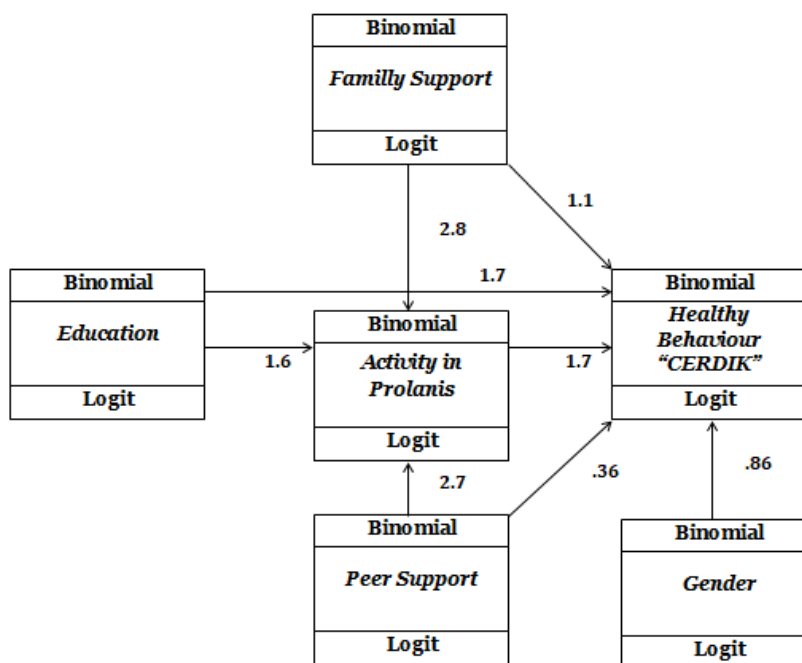 Binomial
Familly Support
Logit
1.1
2.8
Binomial
Education
Logit
1.7
1.6
Binomial
Activity in
Prolanis
Logit
1.7
Binomial
Healthy
Behaviour
“CERDIK”
Logit
2.7
.36
.86
Binomial
Peer Support
Logit
Binomial
Gender
Logit